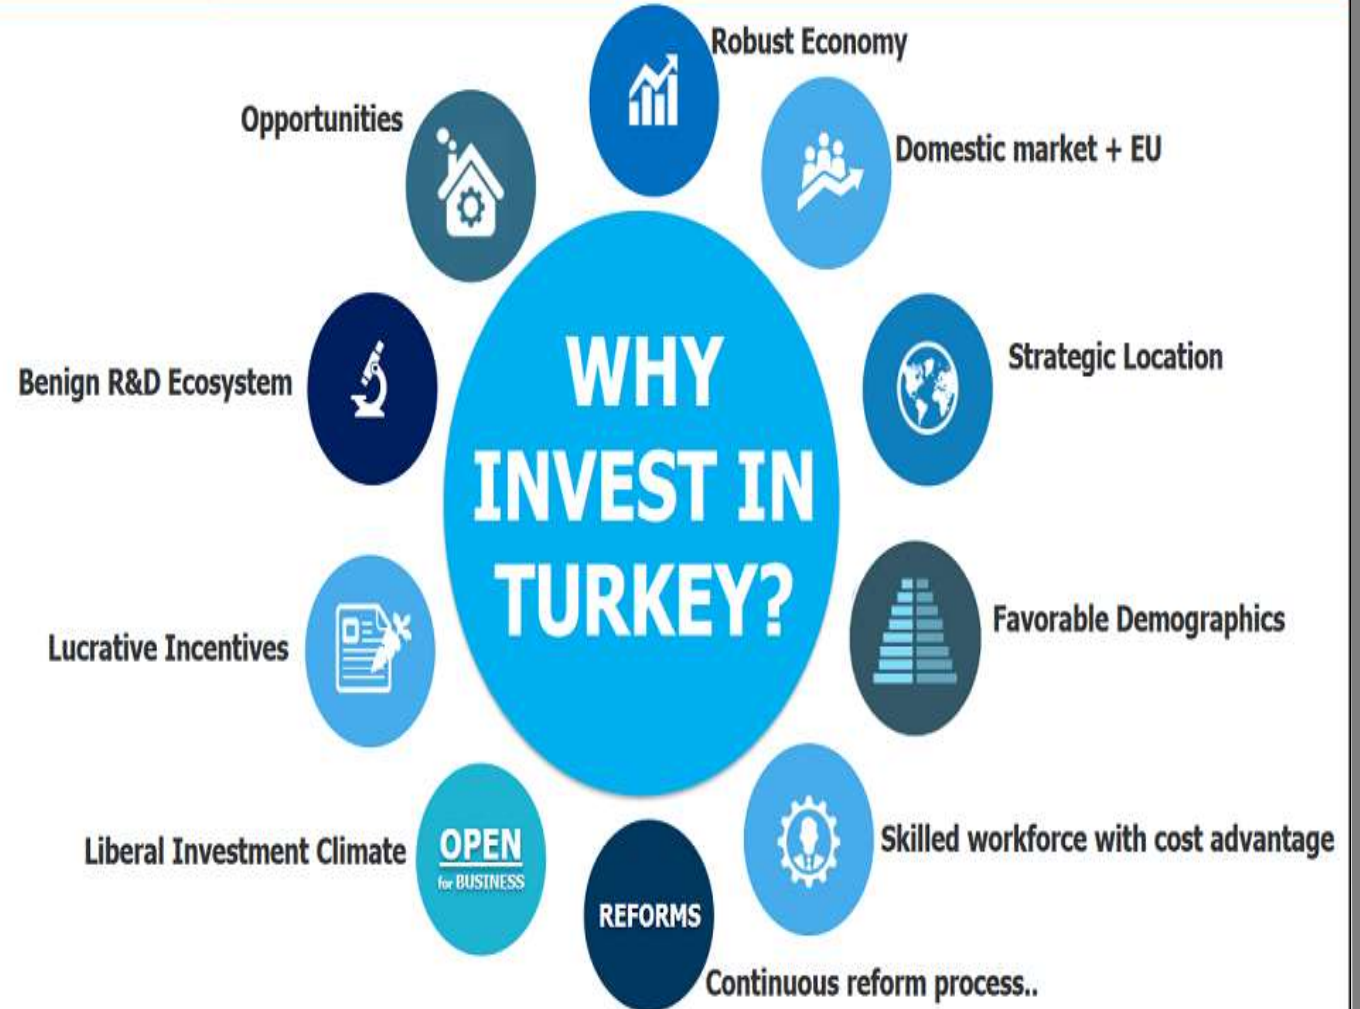 Robust Economy
Opportunities
Domestic market + EU
WHY
INVEST IN
TURKEY?
Strategic Location
Benign R&D Ecosystem
Favorable Demographics
Lucrative Incentives
Skilled workforce with cost advantage
Liberal Investment Climate
OPEN
for BUSINESS
REFORMS
Continuous reform process..